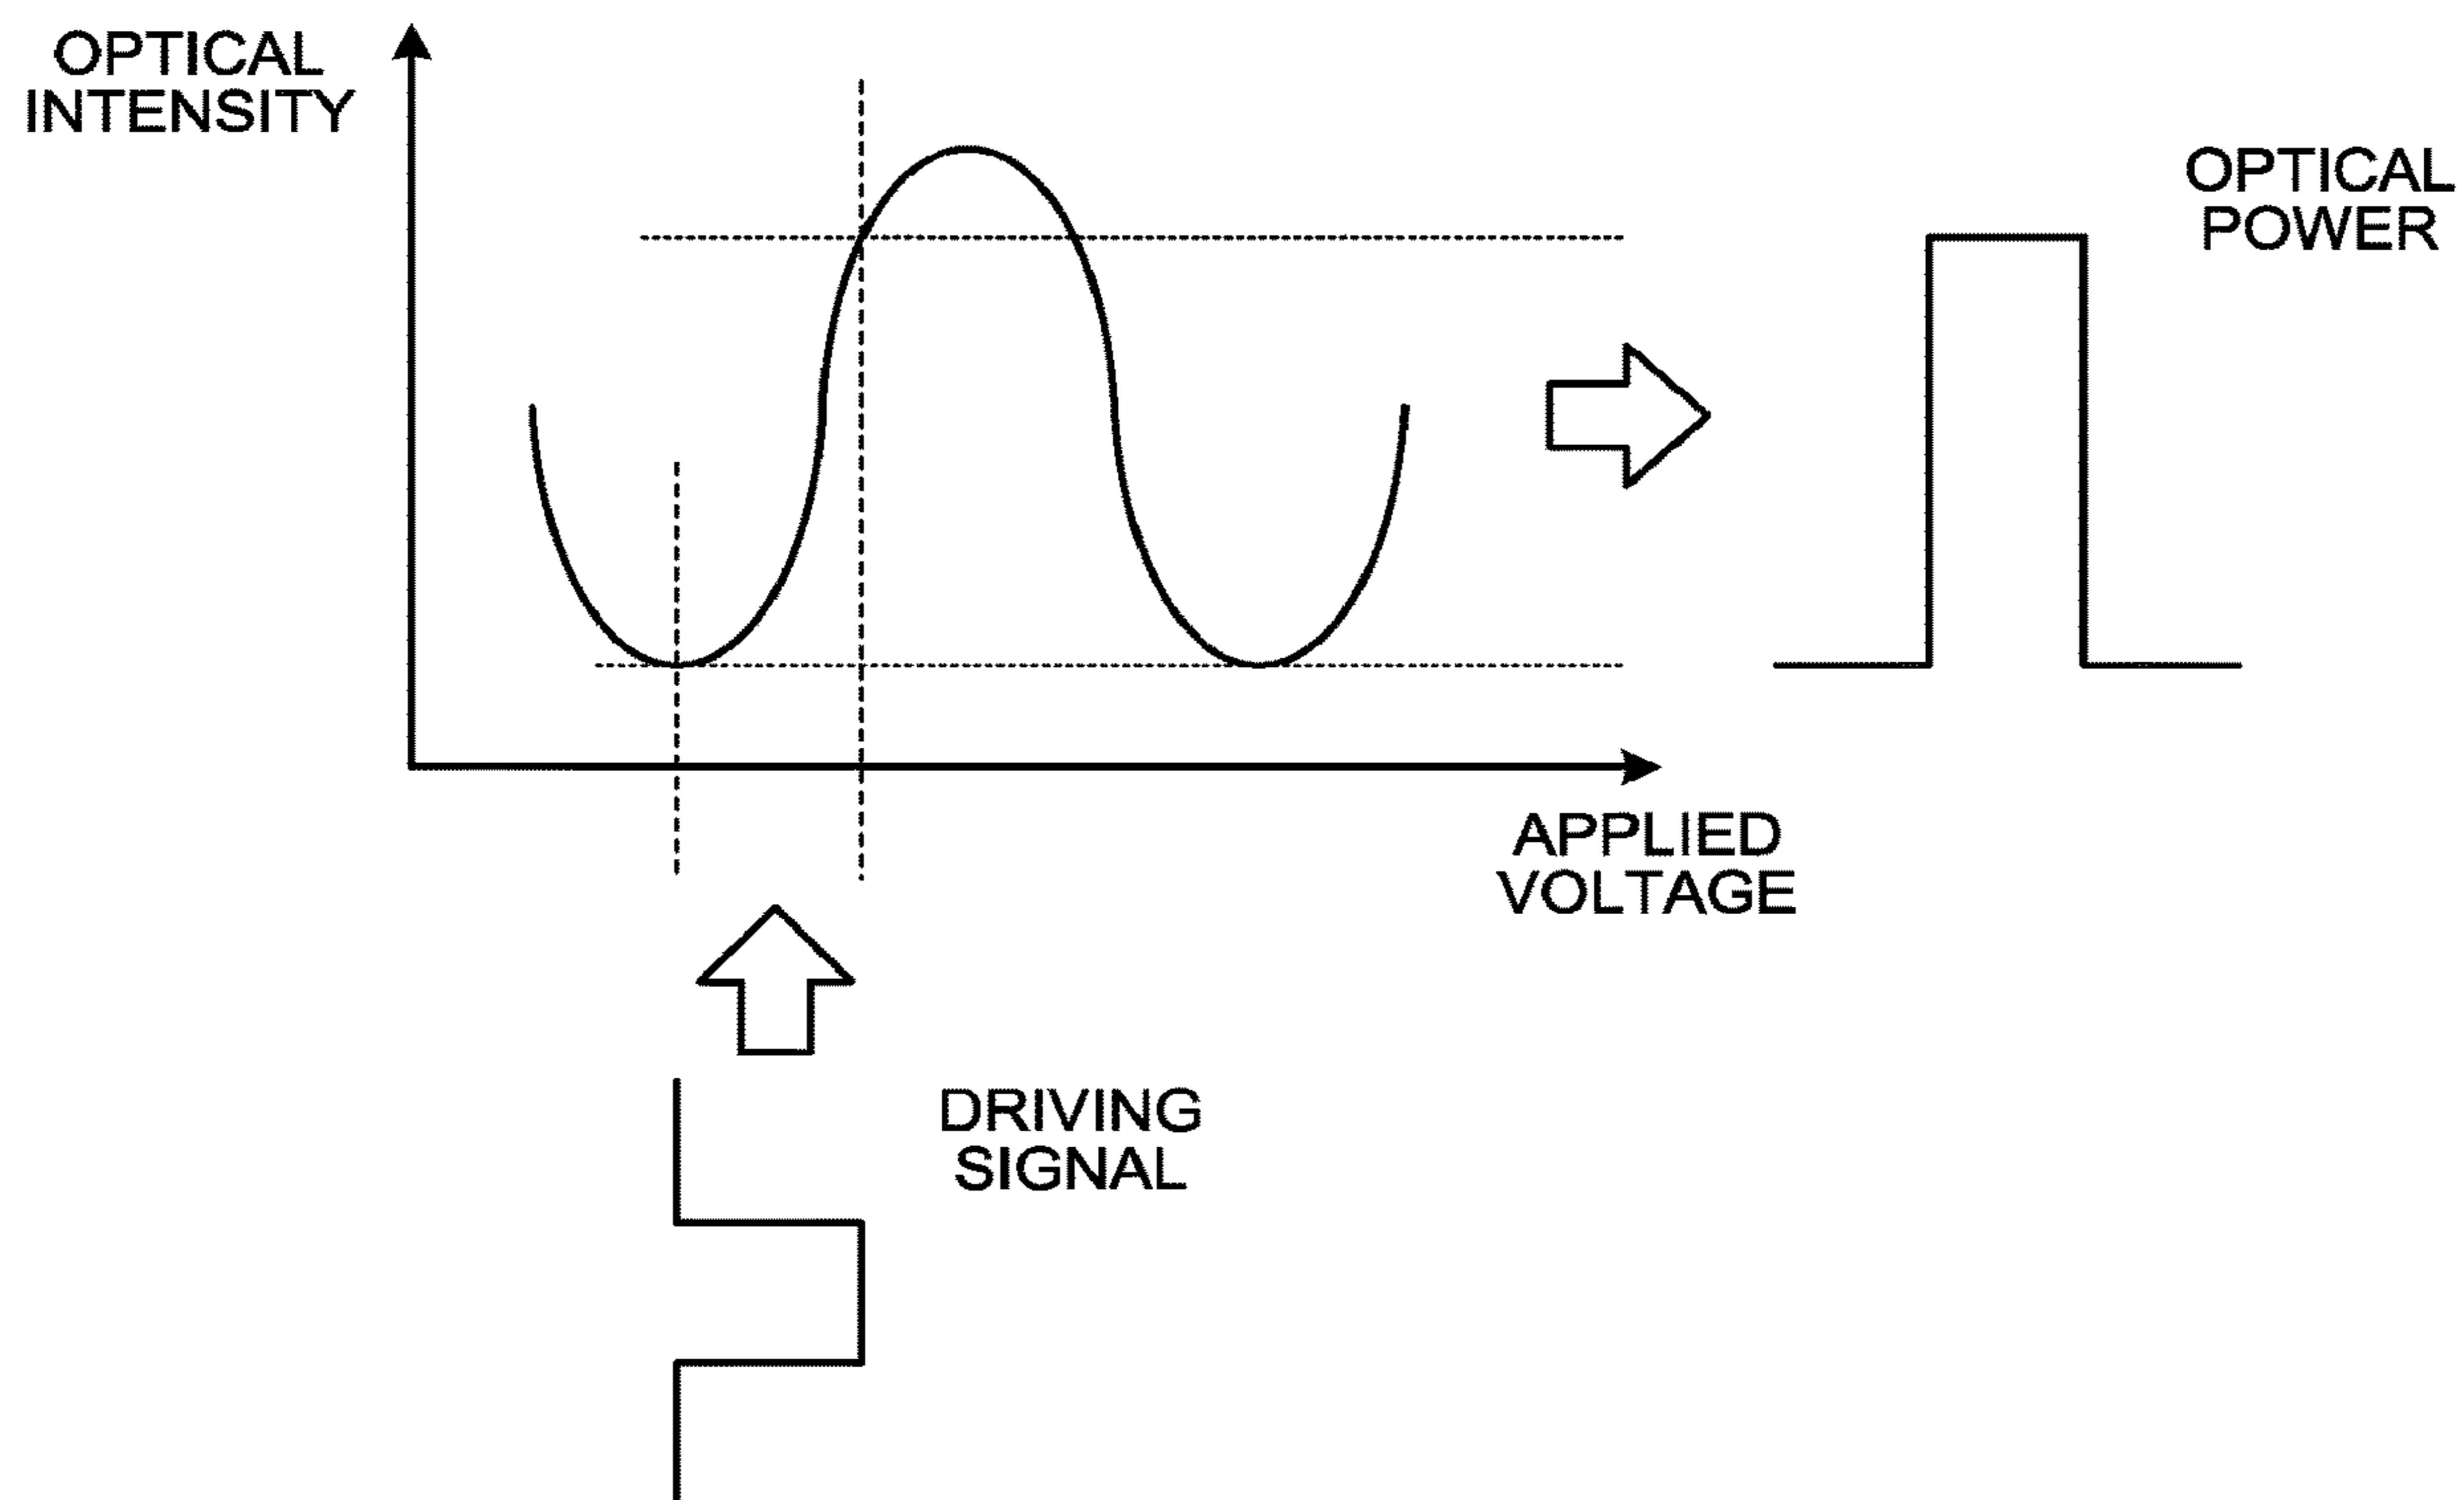 OPTICAL
INTENSITY
OPTICAL
POWER
APPLIED
VOLTAGE
DRIVING
SIGNAL